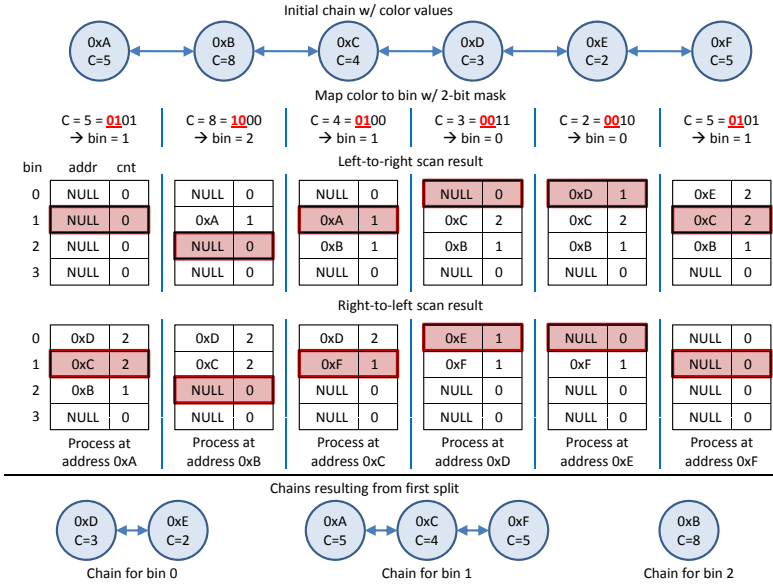 Initial chain w/ color values
0xA 0xB 0xC 0xD 0xE 0xF
C=5 C=8 C=4 C=3 C=2 C=5
Map color to bin w/ 2-bit mask
C = 5 = 0101 C = 8 = 1000 C = 4 = 0100 C = 3 = 0011 C = 2 = 0010 C = 5 = 0101
→ bin = 1 → bin = 2 → bin = 1 → bin = 0 → bin = 0 → bin = 1
Left-to-right scan result
bin addr cnt
0 NULL 0 NULL 0 NULL 0 NULL 0 0xD 1 0xE 2
1 NULL 0 0xA 1 0xA 1 0xC 2 0xC 2 0xC 2
2 NULL 0 NULL 0 0xB 1 0xB 1 0xB 1 0xB 1
3 NULL 0 NULL 0 NULL 0 NULL 0 NULL 0 NULL 0
Right-to-left scan result
0 0xD 2 0xD 2 0xD 2 0xE 1 NULL 0 NULL 0
1 0xC 2 0xC 2 0xF 1 0xF 1 0xF 1 NULL 0
2 0xB 1 NULL 0 NULL 0 NULL 0 NULL 0 NULL 0
3 NULL 0 NULL 0 NULL 0 NULL 0 NULL 0 NULL 0
Process at Process at Process at Process at Process at Process at
address 0xA address 0xB address 0xC address 0xD address 0xE address 0xF
Chains resulting from first split
0xD 0xE 0xA 0xC 0xF 0xB
C=3 C=2 C=5 C=4 C=5 C=8
Chain for bin 0 Chain for bin 1 Chain for bin 2